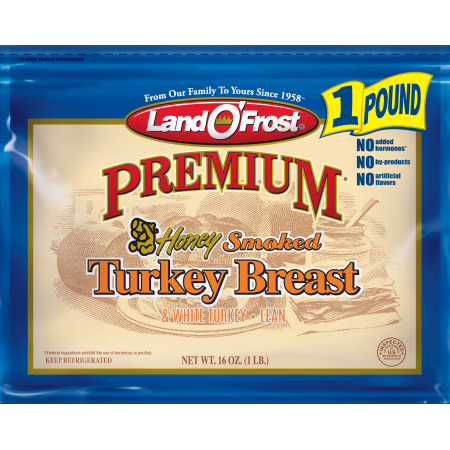 From Our Family To Yours Since 1958™
Land O'Frost®
1 POUND
NO added hormones*
NO by-products
NO artificial flavors
PREMIUM®
Honey Smoked
Turkey Breast
& WHITE TURKEY • LEAN
*(Federal regulations prohibit the use of hormones in poultry)
KEEP REFRIGERATED
NET WT. 16 OZ. (1 LB.)
INSPECTED